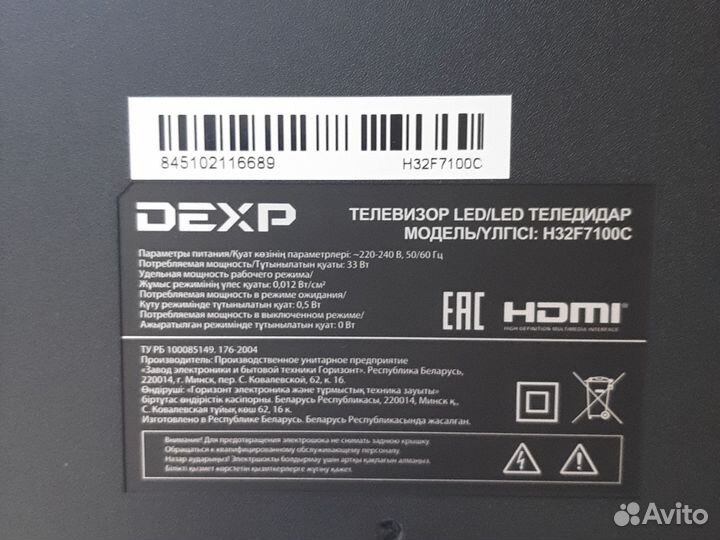 845102116689 H32F7100C
DEXP
ТЕЛЕВИЗОР LED/LED ТЕЛЕДИДАР
МОДЕЛЬ/ҮЛГІСІ: H32F7100C
Параметры питания/Қуат көзінің параметрлері: ~220-240 В, 50/60 Гц
Потребляемая мощность/Тұтынылатын қуаты: 33 Вт
Удельная мощность рабочего режима/
Жұмыс режимінің үлес қуаты: 0,012 Вт/см²
Потребляемая мощность в режиме ожидания/
Күту режимінде тұтынылатын қуат: 0,5 Вт
Потребляемая мощность в выключенном режиме/
Ажыратылған режимінде тұтынылатын қуат: 0 Вт
EAC HDMI
HIGH DEFINITION MULTIMEDIA INTERFACE
ТУ РБ 100085149. 176-2004
Производитель: Производственное унитарное предприятие
«Завод электроники и бытовой техники Горизонт». Республика Беларусь,
220014, г. Минск, пер. С. Ковалевской, 62, к. 16.
Өндіруші: «Горизонт электроника және тұрмыстық техника зауыты»
біртұтас өндірістік кәсіпорны. Беларусь Республикасы, 220014, Минск қ.,
С. Ковалевская тұйық көш 62, 16 к.
Изготовлено в Республике Беларусь. Беларусь Республикасында жасалған.
Внимание! Для предотвращения электрошока не снимать заднюю крышку.
Обращаться к квалифицированному обслуживающему персоналу.
Назар аударыңыз! Электршокты болдырмау үшін артқы қақпағын алмаңыз.
Білікті қызмет көрсетін қызметкерлерге жүгіну қажет.
Avito